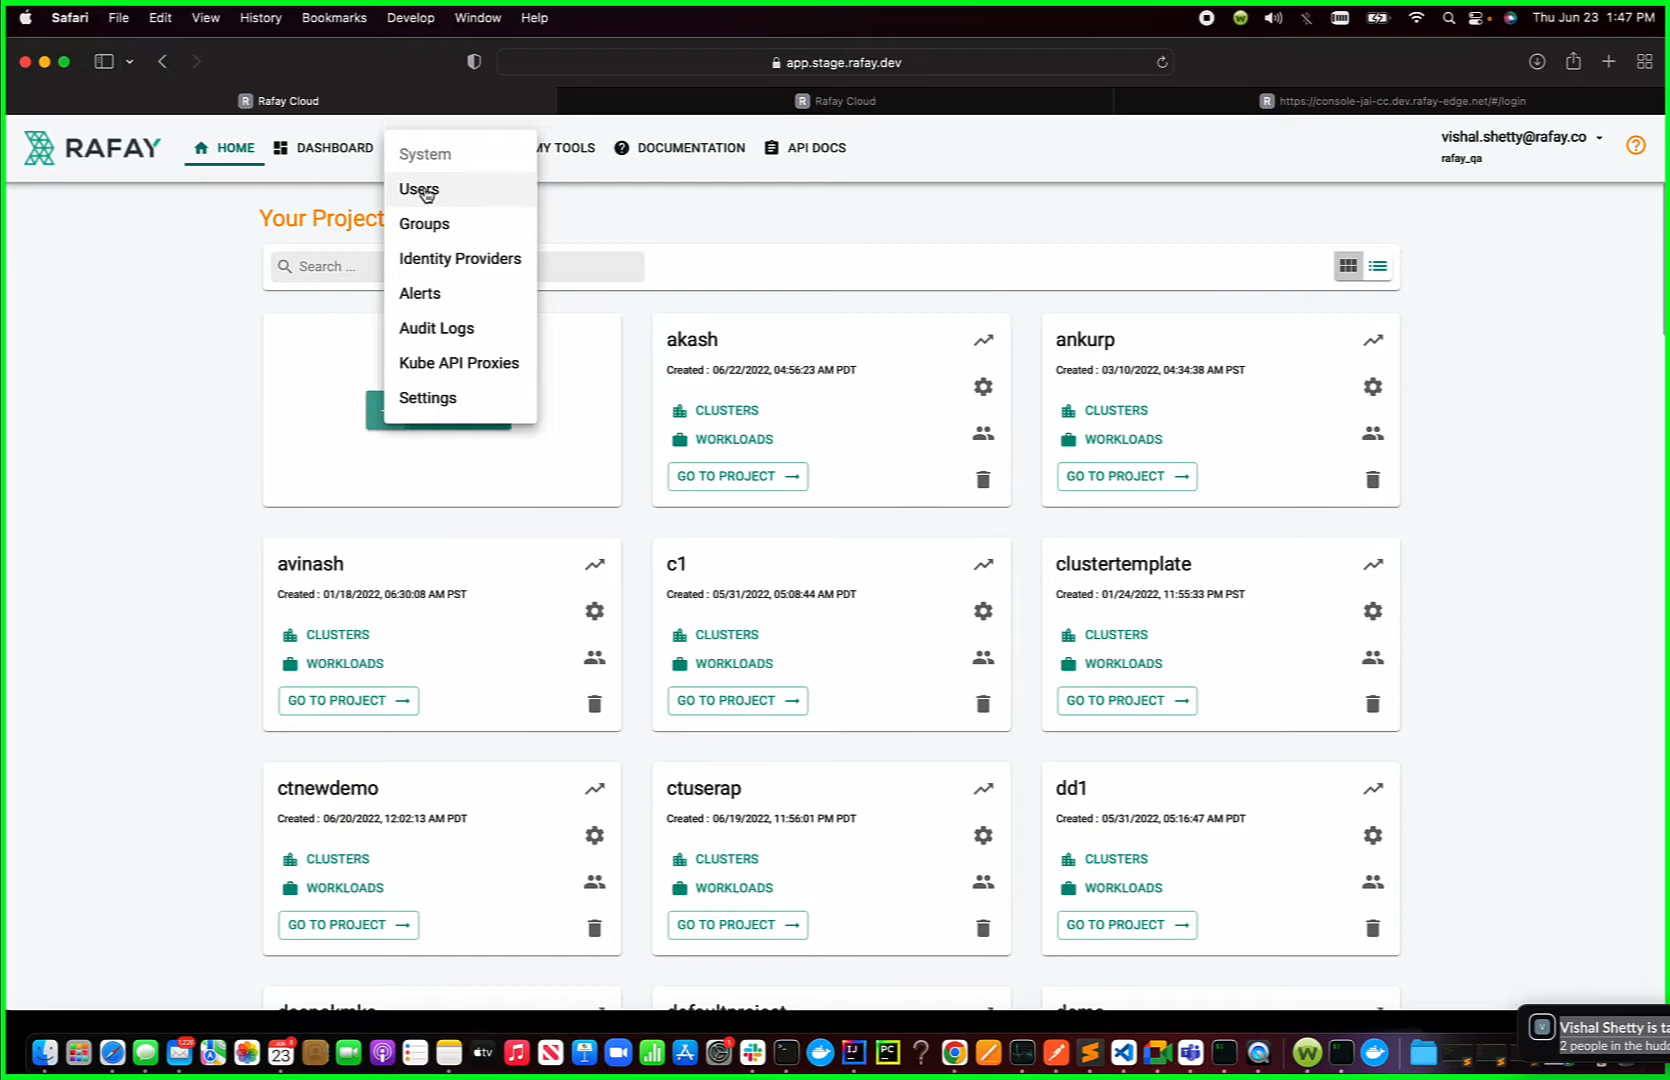 Safari File Edit View History Bookmarks Develop Window Help Thu Jun 23 1:47 PM
app.stage.rafay.dev
R Rafay Cloud R Rafay Cloud R https://console-jai-cc.dev.rafay-edge.net/#/login
RAFAY HOME DASHBOARD MY TOOLS DOCUMENTATION API DOCS
vishal.shetty@rafay.co
rafay_qa
System
Users
Groups
Identity Providers
Alerts
Audit Logs
Kube API Proxies
Settings
Your Project
Search ...
akash
Created : 06/22/2022, 04:56:23 AM PDT
CLUSTERS
WORKLOADS
GO TO PROJECT
ankurp
Created : 03/10/2022, 04:34:38 AM PST
CLUSTERS
WORKLOADS
GO TO PROJECT
avinash
Created : 01/18/2022, 06:30:08 AM PST
CLUSTERS
WORKLOADS
GO TO PROJECT
c1
Created : 05/31/2022, 05:08:44 AM PDT
CLUSTERS
WORKLOADS
GO TO PROJECT
clustertemplate
Created : 01/24/2022, 11:55:33 PM PST
CLUSTERS
WORKLOADS
GO TO PROJECT
ctnewdemo
Created : 06/20/2022, 12:02:13 AM PDT
CLUSTERS
WORKLOADS
GO TO PROJECT
ctuserap
Created : 06/19/2022, 11:56:01 PM PDT
CLUSTERS
WORKLOADS
GO TO PROJECT
dd1
Created : 05/31/2022, 05:16:47 AM PDT
CLUSTERS
WORKLOADS
GO TO PROJECT
defaultproject
demo
Vishal Shetty is ta
2 people in the hudd
23
tv
PC